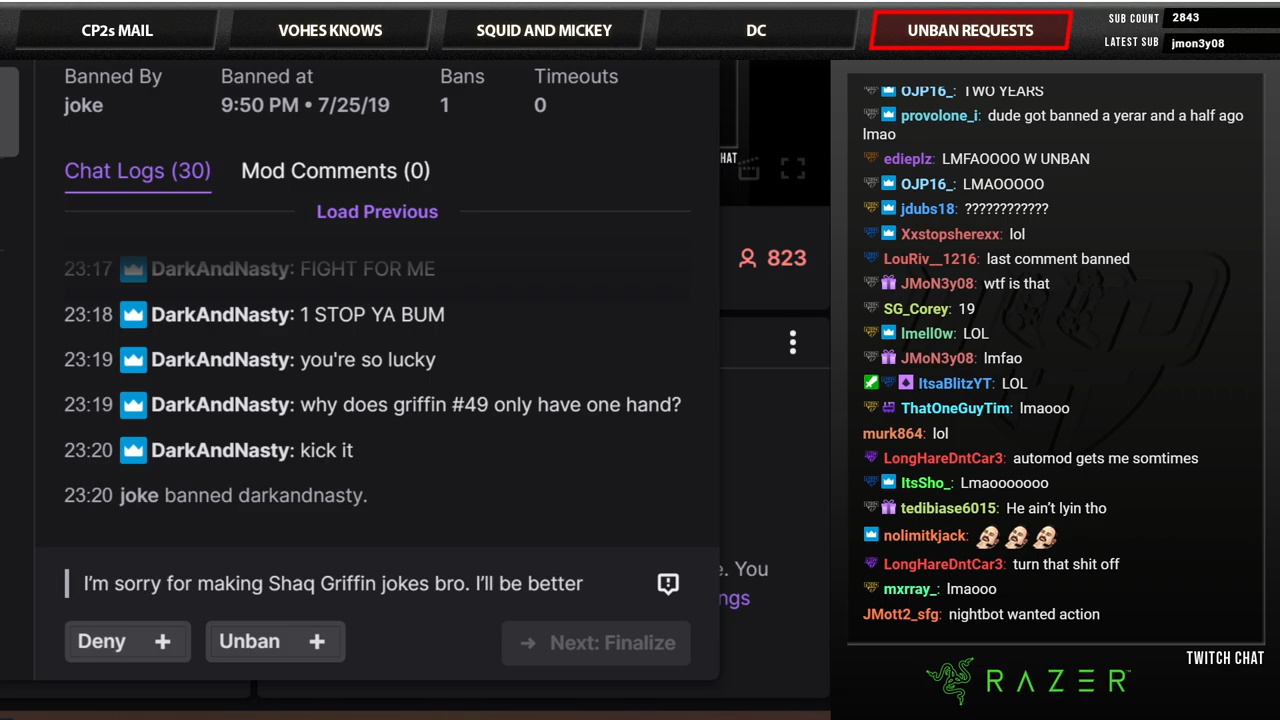 CP2s MAIL
VOHES KNOWS
SQUID AND MICKEY
DC
UNBAN REQUESTS
SUB COUNT 2843
LATEST SUB jmon3y08
Banned By Banned at Bans Timeouts
joke 9:50 PM • 7/25/19 1 0
Chat Logs (30) Mod Comments (0)
Load Previous
23:17 DarkAndNasty: FIGHT FOR ME
23:18 DarkAndNasty: 1 STOP YA BUM
23:19 DarkAndNasty: you're so lucky
23:19 DarkAndNasty: why does griffin #49 only have one hand?
23:20 DarkAndNasty: kick it
23:20 joke banned darkandnasty.
I'm sorry for making Shaq Griffin jokes bro. I'll be better
Deny + Unban + → Next: Finalize
HAT
823
e. You
ngs
OJP16_: TWO YEARS
provolone_i: dude got banned a yerar and a half ago
lmao
edieplz: LMFAOOOO W UNBAN
OJP16_: LMAOOOOO
jdubs18: ????????????
Xxstopsherexx: lol
LouRiv__1216: last comment banned
JMoN3y08: wtf is that
SG_Corey: 19
lmell0w: LOL
JMoN3y08: lmfao
ItsaBlitzYT: LOL
ThatOneGuyTim: lmaooo
murk864: lol
LongHareDntCar3: automod gets me somtimes
ItsSho_: Lmaooooooo
tedibiase6015: He ain't lyin tho
nolimitkjack:
LongHareDntCar3: turn that shit off
mxrray_: lmaooo
JMott2_sfg: nightbot wanted action
TWITCH CHAT
RAZER